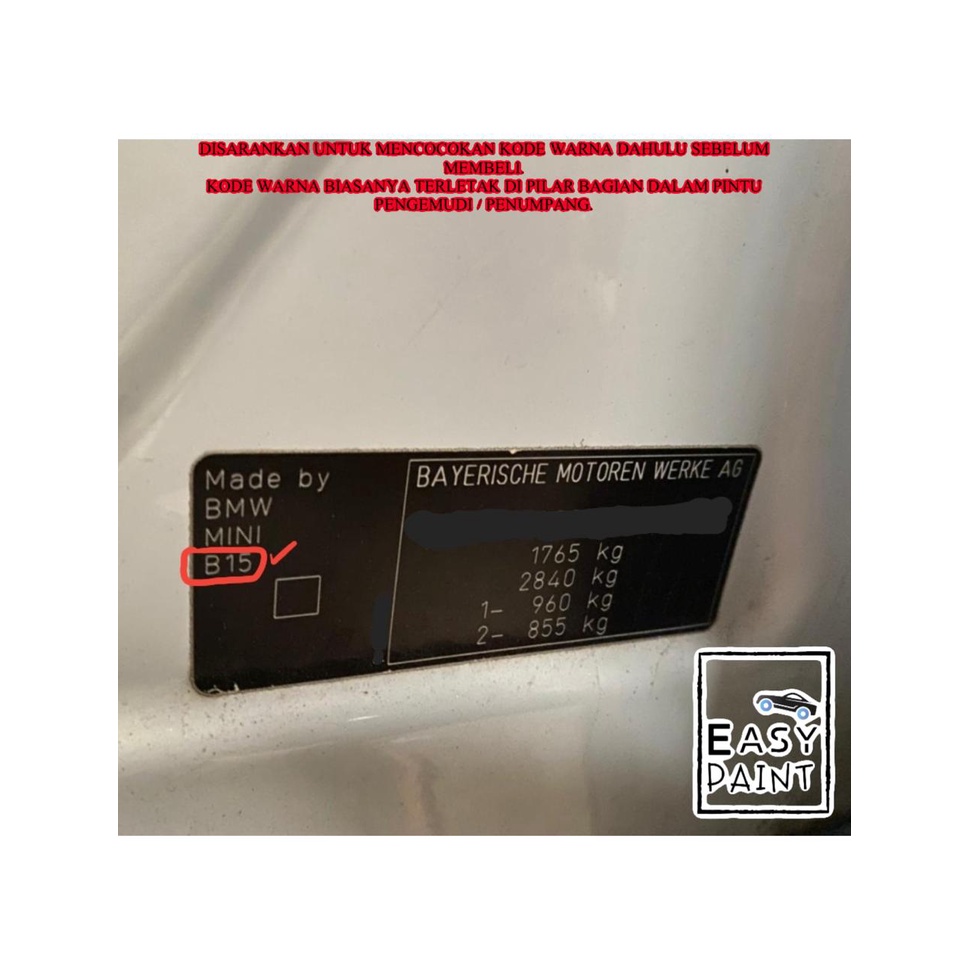 DISARANKAN UNTUK MENCOCOKAN KODE WARNA DAHULU SEBELUM
MEMBELI.
KODE WARNA BIASANYA TERLETAK DI PILAR BAGIAN DALAM PINTU
PENGEMUDI / PENUMPANG.
Made by
BMW
MINI
B15
BAYERISCHE MOTOREN WERKE AG
1765 kg
2840 kg
1– 960 kg
2– 855 kg
EASY
PAINT